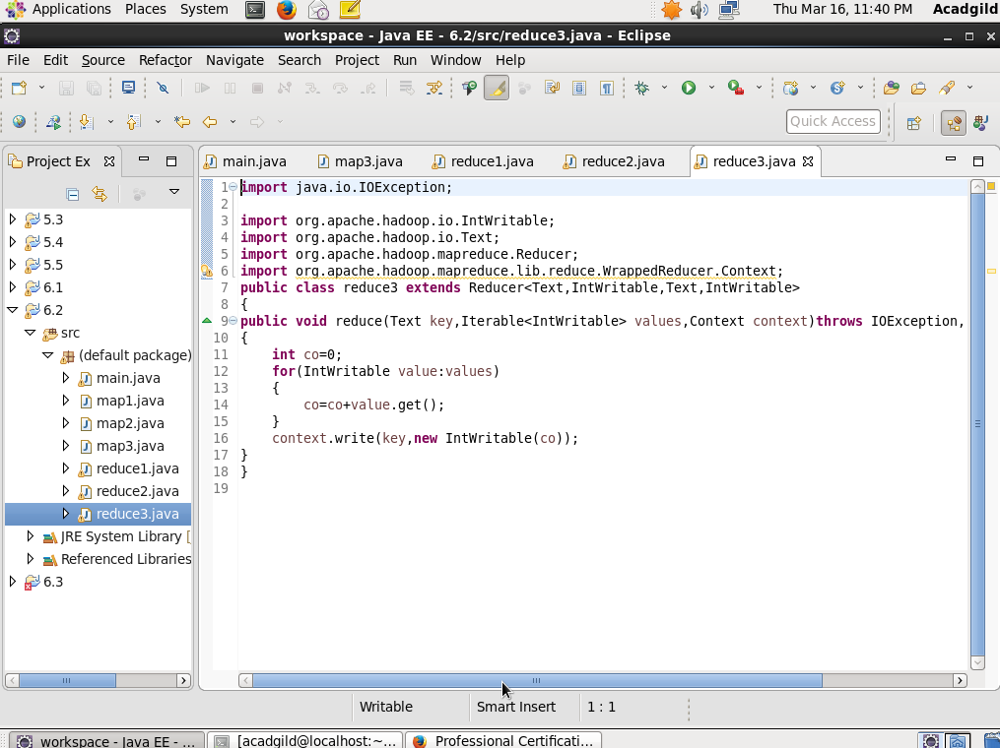 Applications Places System Thu Mar 16, 11:40 PM Acadgild
workspace - Java EE - 6.2/src/reduce3.java - Eclipse
File Edit Source Refactor Navigate Search Project Run Window Help
Quick Access
Project Ex
main.java map3.java reduce1.java reduce2.java reduce3.java
5.3
5.4
5.5
6.1
6.2
src
(default package)
main.java
map1.java
map2.java
map3.java
reduce1.java
reduce2.java
reduce3.java
JRE System Library [
Referenced Libraries
6.3
1 import java.io.IOException;
2
3 import org.apache.hadoop.io.IntWritable;
4 import org.apache.hadoop.io.Text;
5 import org.apache.hadoop.mapreduce.Reducer;
6 import org.apache.hadoop.mapreduce.lib.reduce.WrappedReducer.Context;
7 public class reduce3 extends Reducer<Text,IntWritable,Text,IntWritable>
8 {
9 public void reduce(Text key,Iterable<IntWritable> values,Context context)throws IOException,
10 {
11 int co=0;
12 for(IntWritable value:values)
13 {
14 co=co+value.get();
15 }
16 context.write(key,new IntWritable(co));
17 }
18 }
19
Writable Smart Insert 1 : 1
workspace - Java EE - ... [acadgild@localhost:~... Professional Certificati...